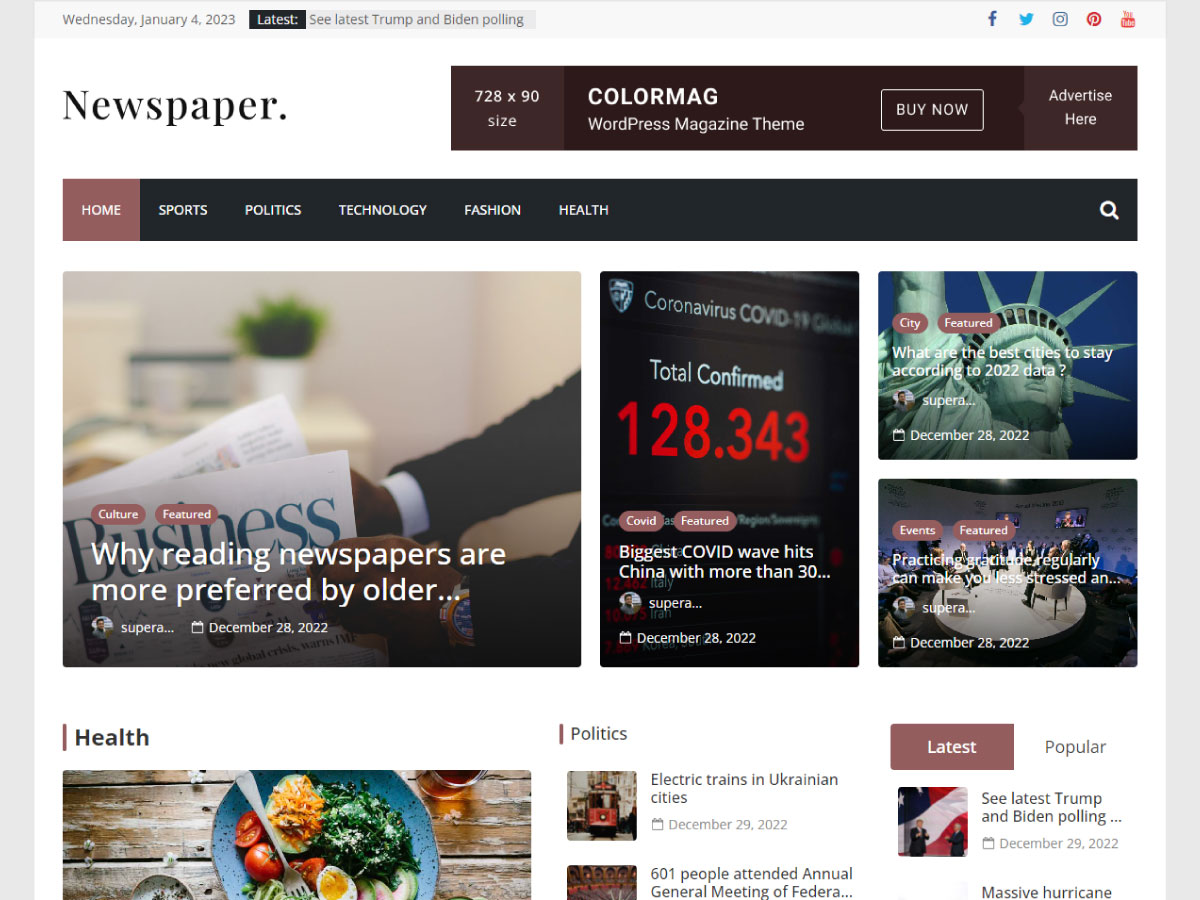 Wednesday, January 4, 2023
Latest:
See latest Trump and Biden polling
Newspaper.
728 x 90
size
COLORMAG
WordPress Magazine Theme
BUY NOW
Advertise
Here
HOME
SPORTS
POLITICS
TECHNOLOGY
FASHION
HEALTH
Business
Culture
Featured
Why reading newspapers are
more preferred by older...
supera...
December 28, 2022
Coronavirus COVID-19 Global
Total Confirmed
128.343
Covid
Featured
Biggest COVID wave hits
China with more than 30...
supera...
December 28, 2022
City
Featured
What are the best cities to stay
according to 2022 data ?
supera...
December 28, 2022
Events
Featured
Practicing gratitude regularly
can make you less stressed an...
supera...
December 28, 2022
Health
Politics
Electric trains in Ukrainian
cities
December 29, 2022
601 people attended Annual
General Meeting of Federa...
Latest
Popular
See latest Trump
and Biden polling ...
December 29, 2022
Massive hurricane